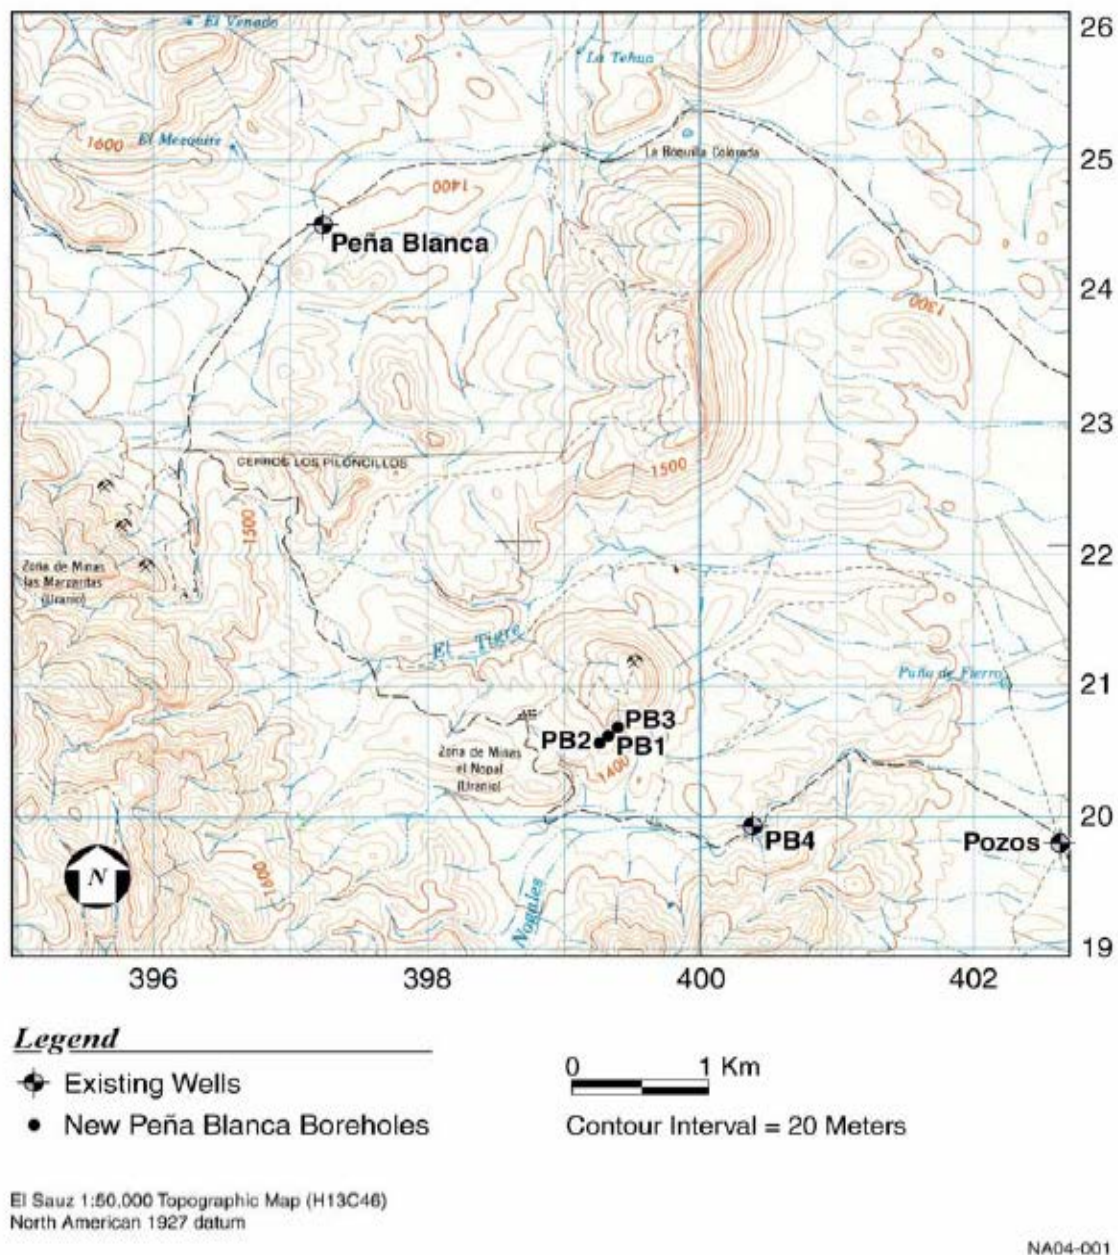 El Venado
26
La Tehua
1600
El Mezquite
La Boquilla Colorada
25
1400
Peña Blanca
24
1300
23
CERROS LOS PILONCILLOS
1500
1500
22
Zona de Minas
las Margaritas
(Uranio)
El Tigre
Puño de Fierro
21
PB3
PB2
PB1
Zona de Minas
el Nopal
(Uranio)
1400
20
PB4
Pozos
N
1600
Nogales
19
396
398
400
402
Legend
Existing Wells
New Peña Blanca Boreholes
0 1 Km
Contour Interval = 20 Meters
El Sauz 1:50,000 Topographic Map (H13C46)
North American 1927 datum
NA04-001